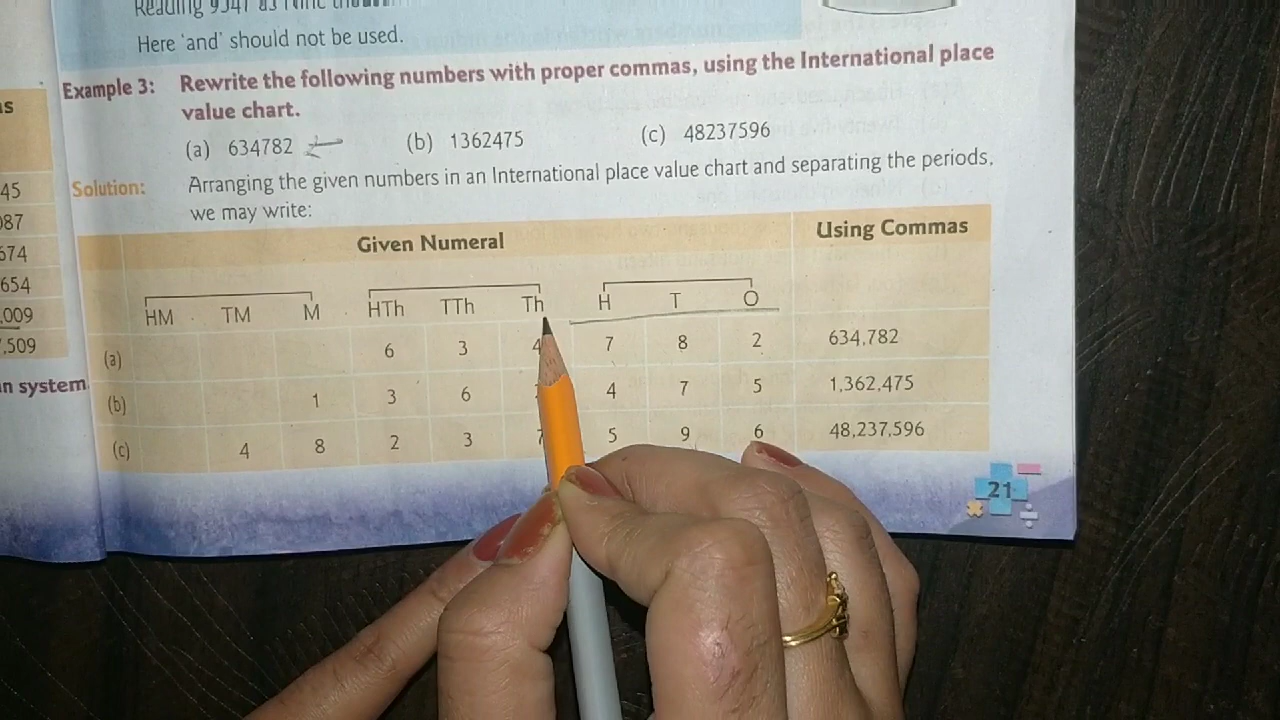 Here 'and' should not be used.
Example 3: Rewrite the following numbers with proper commas, using the International place
value chart.
(a) 634782 (b) 1362475 (c) 48237596
Solution: Arranging the given numbers in an International place value chart and separating the periods,
we may write:
Given Numeral Using Commas
HM TM M HTh TTh Th H T O
(a) 6 3 4 7 8 2 634,782
(b) 1 3 6 4 7 5 1,362,475
(c) 4 8 2 3 7 5 9 6 48,237,596
21
45
087
674
654
,009
,509
n system